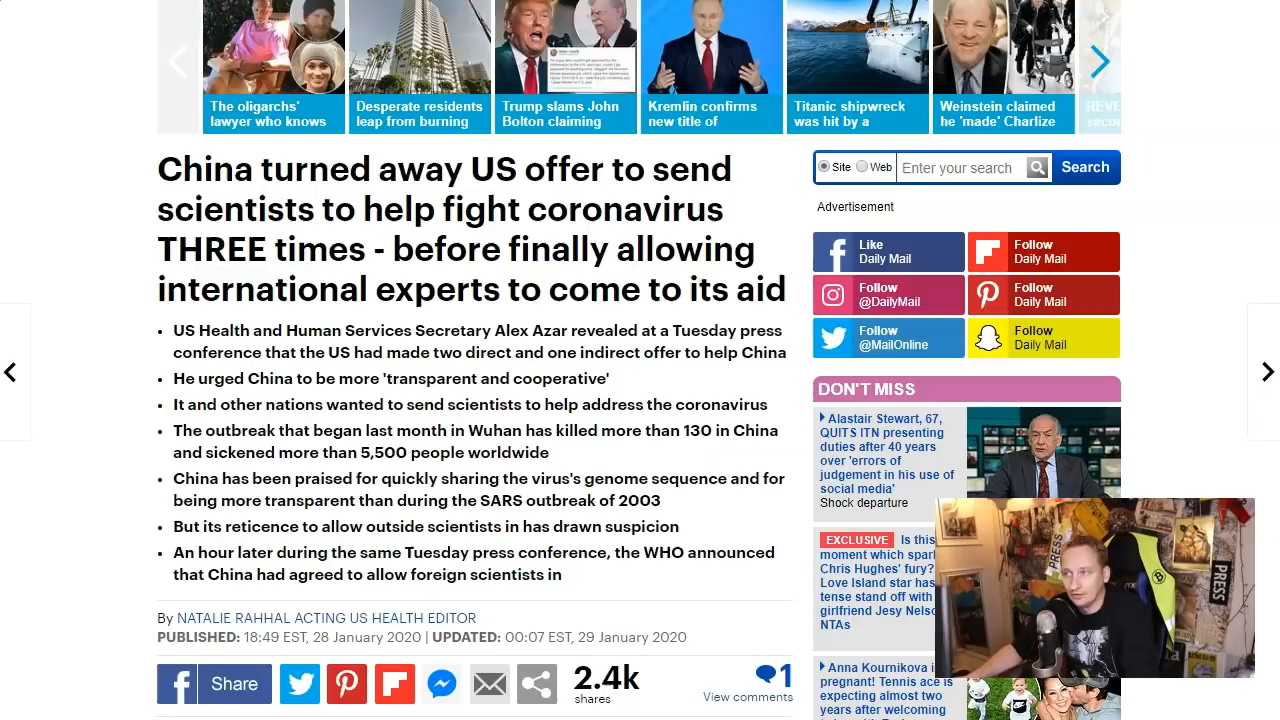 The oligarchs'
lawyer who knows
Desperate residents
leap from burning
Trump slams John
Bolton claiming
Kremlin confirms
new title of
Titanic shipwreck
was hit by a
Weinstein claimed
he 'made' Charlize
China turned away US offer to send
scientists to help fight coronavirus
THREE times - before finally allowing
international experts to come to its aid
• US Health and Human Services Secretary Alex Azar revealed at a Tuesday press
conference that the US had made two direct and one indirect offer to help China
• He urged China to be more 'transparent and cooperative'
• It and other nations wanted to send scientists to help address the coronavirus
• The outbreak that began last month in Wuhan has killed more than 130 in China
and sickened more than 5,500 people worldwide
• China has been praised for quickly sharing the virus's genome sequence and for
being more transparent than during the SARS outbreak of 2003
• But its reticence to allow outside scientists in has drawn suspicion
• An hour later during the same Tuesday press conference, the WHO announced
that China had agreed to allow foreign scientists in
By NATALIE RAHHAL ACTING US HEALTH EDITOR
PUBLISHED: 18:49 EST, 28 January 2020 | UPDATED: 00:07 EST, 29 January 2020
Share
2.4k
shares
1
View comments
Site Web Enter your search Search
Advertisement
Like
Daily Mail
Follow
Daily Mail
Follow
@DailyMail
Follow
Daily Mail
Follow
@MailOnline
Follow
Daily Mail
DON'T MISS
Alastair Stewart, 67,
QUITS ITN presenting
duties after 40 years
over 'errors of
judgement in his use of
social media'
Shock departure
EXCLUSIVE Is this
moment which spar
Chris Hughes' fury?
Love Island star has
tense stand off with
girlfriend Jesy Nelso
NTAs
Anna Kournikova i
pregnant! Tennis ace is
expecting almost two
years after welcoming
PRESS
PRESS